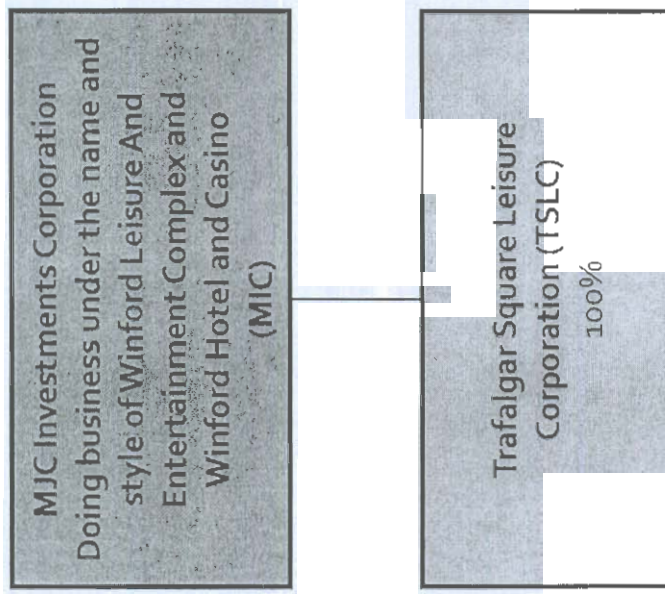 MJC Investments Corporation
Doing business under the name and
style of Winford Leisure And
Entertainment Complex and
Winford Hotel and Casino
(MIC)
Trafalgar Square Leisure
Corporation (TSLC)
100%